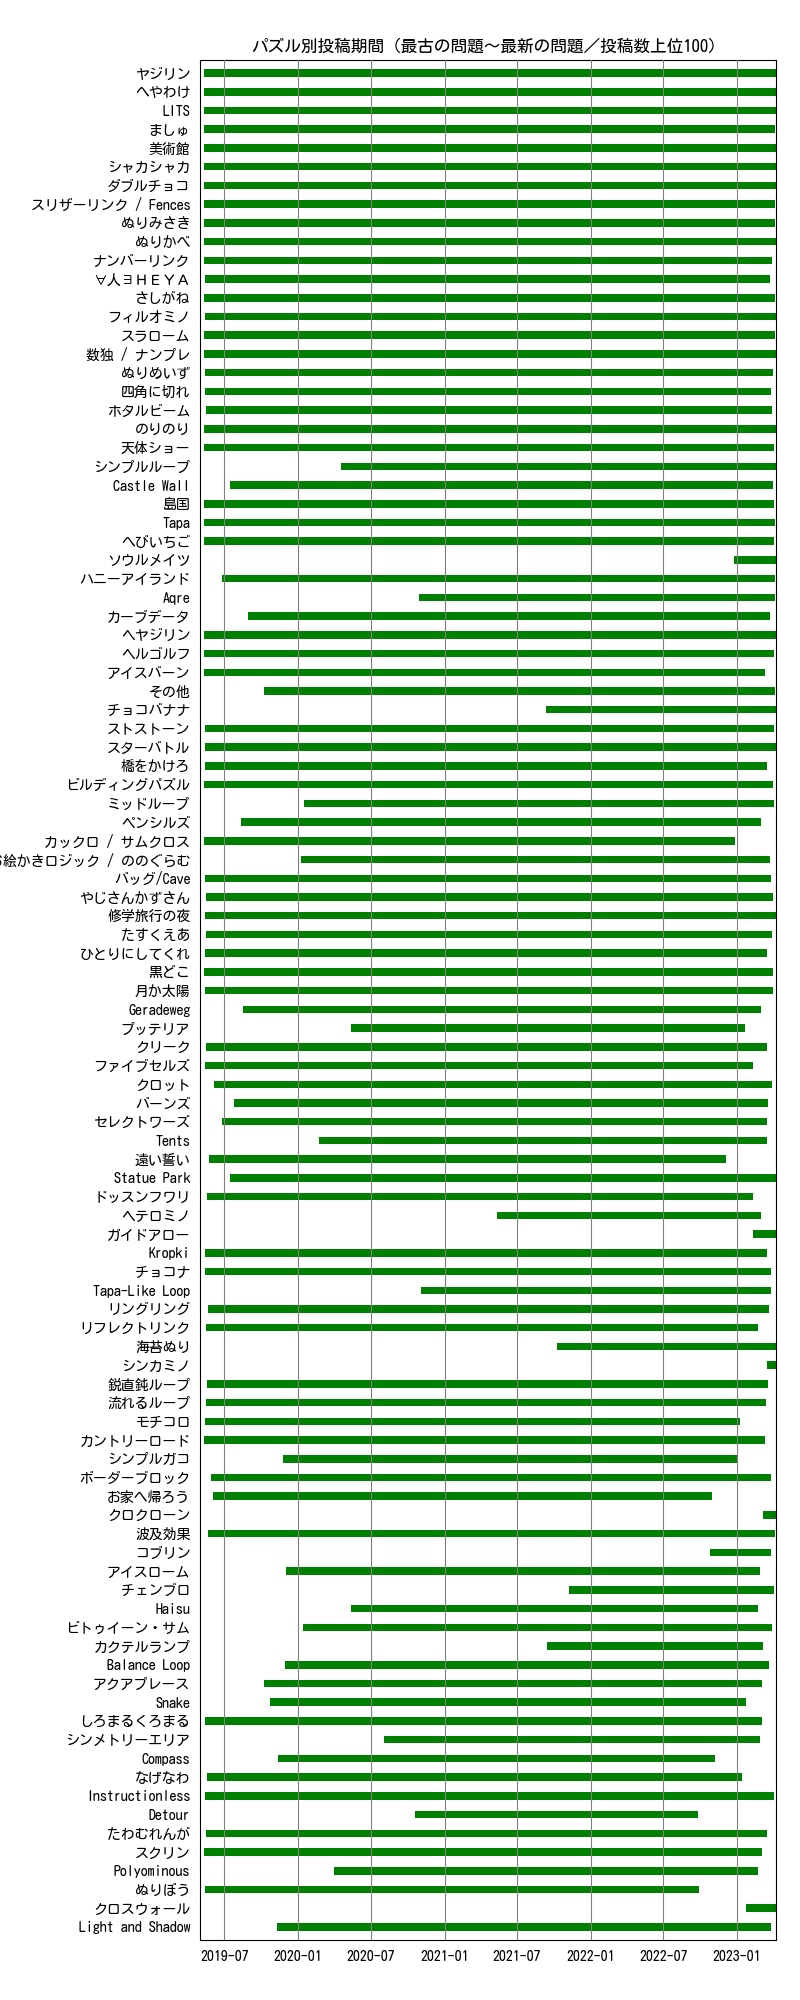 パズル別投稿期間（最古の問題～最新の問題／投稿数上位100）
ヤジリン
へやわけ
LITS
ましゅ
美術館
シャカシャカ
ダブルチョコ
スリザーリンク / Fences
ぬりみさき
ぬりかべ
ナンバーリンク
∀人∃ＨＥＹＡ
さしがね
フィルオミノ
スラローム
数独 / ナンプレ
ぬりめいず
四角に切れ
ホタルビーム
のりのり
天体ショー
シンプルループ
Castle Wall
島国
Tapa
へびいちご
ソウルメイツ
ハニーアイランド
Aqre
カーブデータ
ヘヤジリン
ヘルゴルフ
アイスバーン
その他
チョコバナナ
ストストーン
スターバトル
橋をかけろ
ビルディングパズル
ミッドループ
ペンシルズ
カックロ / サムクロス
絵かきロジック / ののぐらむ
バッグ/Cave
やじさんかずさん
修学旅行の夜
たすくえあ
ひとりにしてくれ
黒どこ
月か太陽
Geradeweg
プッテリア
クリーク
ファイブセルズ
クロット
バーンズ
セレクトワーズ
Tents
遠い誓い
Statue Park
ドッスンフワリ
ヘテロミノ
ガイドアロー
Kropki
チョコナ
Tapa-Like Loop
リングリング
リフレクトリンク
海苔ぬり
シンカミノ
鋭直鈍ループ
流れるループ
モチコロ
カントリーロード
シンプルガコ
ボーダーブロック
お家へ帰ろう
クロクローン
波及効果
コブリン
アイスローム
チェンブロ
Haisu
ビトゥイーン・サム
カクテルランプ
Balance Loop
アクアプレース
Snake
しろまるくろまる
シンメトリーエリア
Compass
なげなわ
Instructionless
Detour
たわむれんが
スクリン
Polyominous
ぬりぼう
クロスウォール
Light and Shadow
2019-07 2020-01 2020-07 2021-01 2021-07 2022-01 2022-07 2023-01